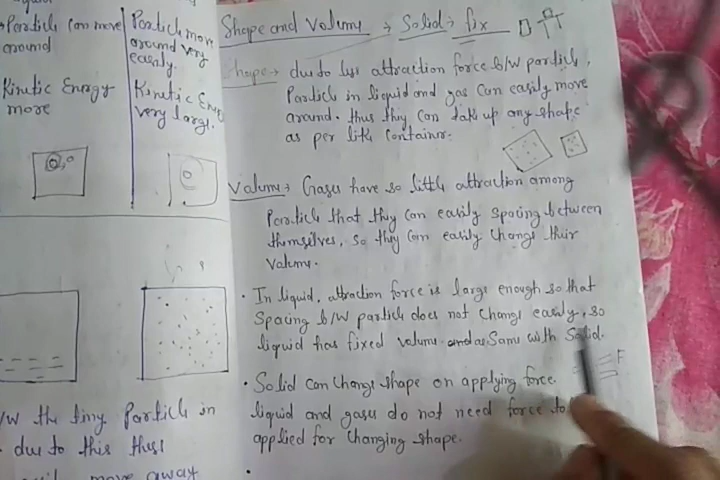 Particle can move
around
Kinetic Energy
more
Particle move
around very
easily.
Kinetic Ene
very large.
/W the tiny Particle in
due to this thus
move away
Shape and Volume → Solid → fix
Shape → due to less attraction force b/w particle,
Particle in liquid and gas can easily move
around. thus they can take up any shape
as per like container.
Volume → Gases have so little attraction among
Particle that they can easily spacing between
themselves, so they can easily change their
Volume.
• In liquid, attraction force is large enough so that
Spacing b/w particle does not change easily, so
liquid has fixed volume and as same with Solid.
F
• Solid can change shape on applying force.
liquid and gases do not need force to
applied for changing shape.
•